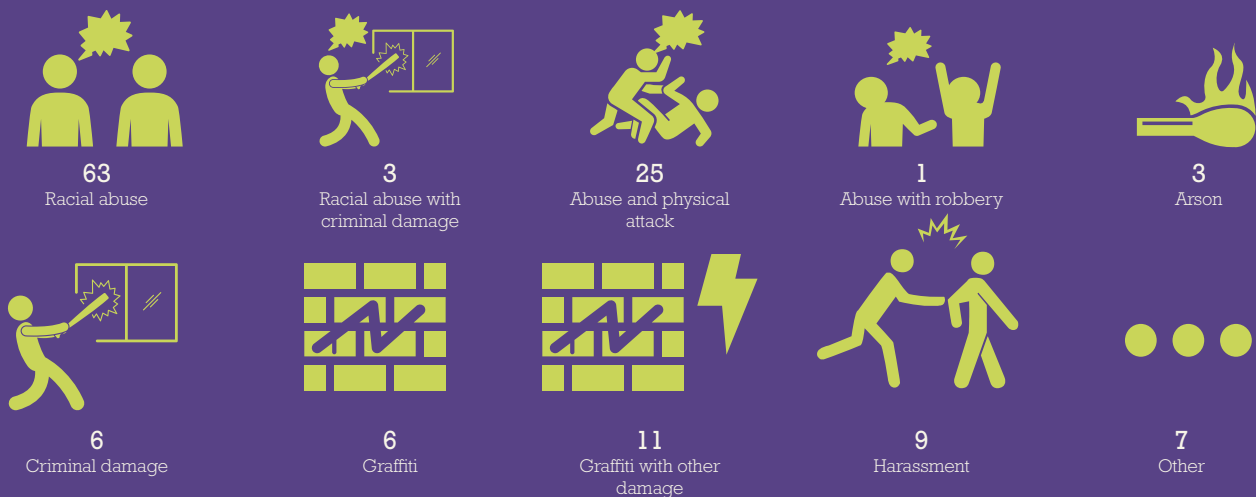 63
Racial abuse
3
Racial abuse with
criminal damage
25
Abuse and physical
attack
1
Abuse with robbery
3
Arson
6
Criminal damage
6
Graffiti
11
Graffiti with other
damage
9
Harassment
7
Other